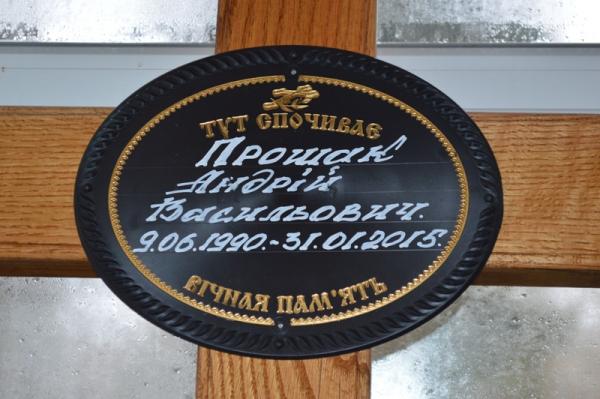 ТУТ СПОЧИВАЄ
Прощак
Андрій
Васильович.
9.06.1990-31.01.2015.
ВІЧНАЯ ПАМ'ЯТЬ